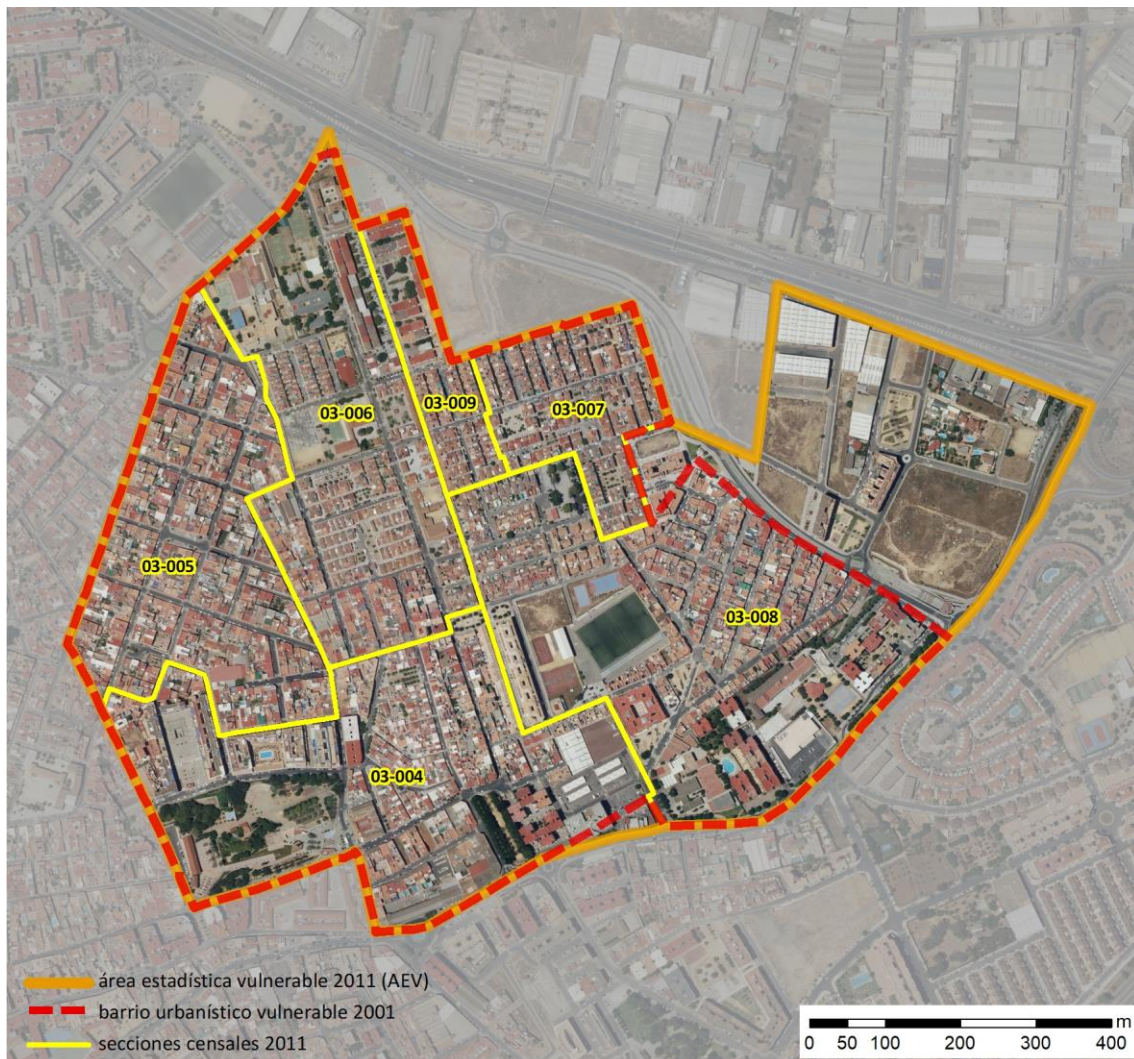 03-006
03-009
03-007
03-005
03-008
03-004
área estadística vulnerable 2011 (AEV)
barrio urbanístico vulnerable 2001
secciones censales 2011
m
0 50 100 200 300 400